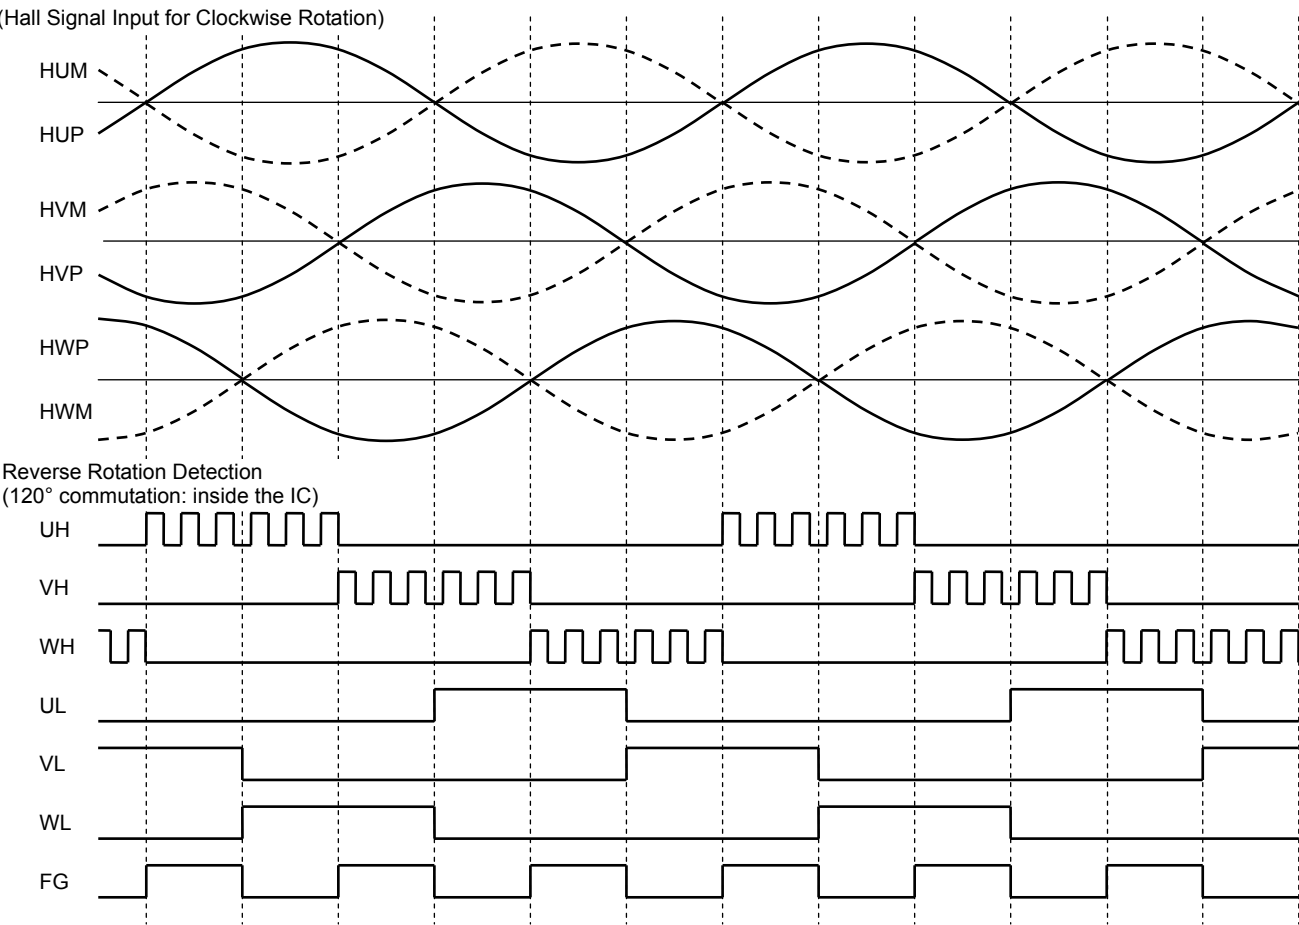 (Hall Signal Input for Clockwise Rotation)
HUM
HUP
HVM
HVP
HWP
HWM
Reverse Rotation Detection
(120° commutation: inside the IC)
UH
VH
WH
UL
VL
WL
FG